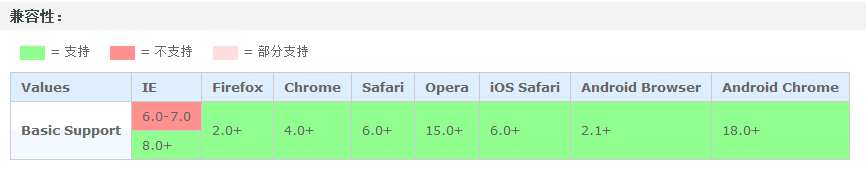 兼容性：
= 支持 = 不支持 = 部分支持
Values IE Firefox Chrome Safari Opera iOS Safari Android Browser Android Chrome
6.0-7.0
Basic Support 2.0+ 4.0+ 6.0+ 15.0+ 6.0+ 2.1+ 18.0+
8.0+